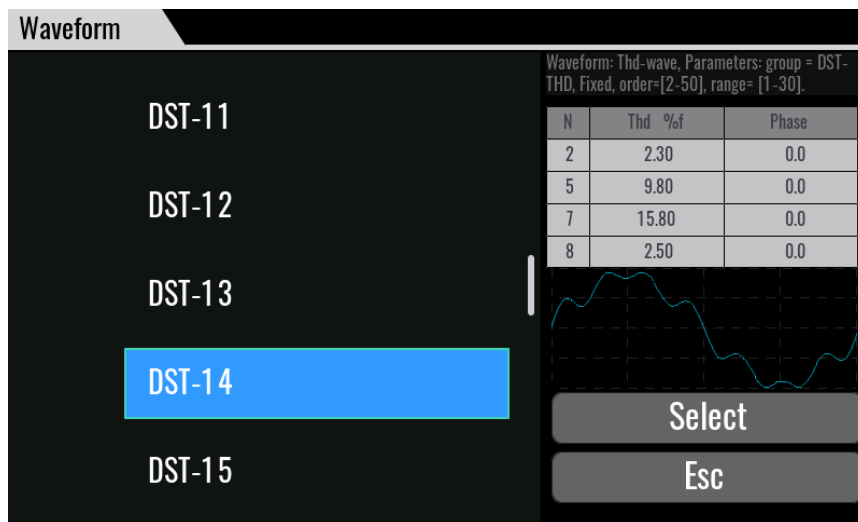 Waveform
DST-11
DST-12
DST-13
DST-14
DST-15
Waveform: Thd-wave, Parameters: group = DST-
THD, Fixed, order=[2-50], range= [1-30].
N Thd %f Phase
2 2.30 0.0
5 9.80 0.0
7 15.80 0.0
8 2.50 0.0
Select
Esc